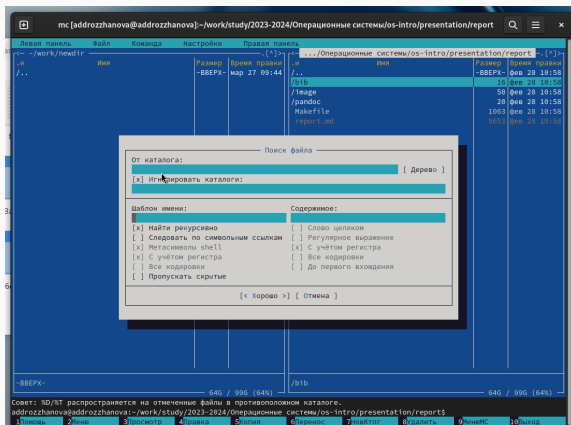 mc [addrozzhanova@addrozzhanova]:~/work/study/2023-2024/Операционные системы/os-intro/presentation/report
Левая панель Файл Команда Настройки Правая панель
<— ~/work/newdir —.[^]>
<— .../Операционные системы/os-intro/presentation/report —.[^]>
.и Имя Размер Время правки .и Имя Размер Время правки
/.. -ВВЕРХ- мар 27 09:44 /.. -ВВЕРХ- фев 28 10:58
/bib 16 фев 28 10:58
/image 50 фев 28 10:58
/pandoc 20 фев 28 10:58
Makefile 1063 фев 28 10:58
report.md 5653 фев 28 10:58
Поиск файла
От каталога:
[ Дерево ]
[x] Игнорировать каталоги:
Шаблон имени: Содержимое:
[x] Найти рекурсивно [ ] Слово целиком
[ ] Следовать по символьным ссылкам [ ] Регулярное выражение
[x] Метасимволы shell [x] С учётом регистра
[x] С учётом регистра [ ] Все кодировки
[ ] Все кодировки [ ] До первого вхождения
[ ] Пропускать скрытые
[< Хорошо >] [ Отмена ]
-ВВЕРХ- /bib
64G / 99G (64%) 64G / 99G (64%)
Совет: %D/%T распространяется на отмеченные файлы в противоположном каталоге.
addrozzhanova@addrozzhanova:~/work/study/2023-2024/Операционные системы/os-intro/presentation/report$
1Помощь 2Меню 3Просмотр 4Правка 5Копия 6Перенос 7НовКтлг 8Удалить 9МенюMC 10Выход